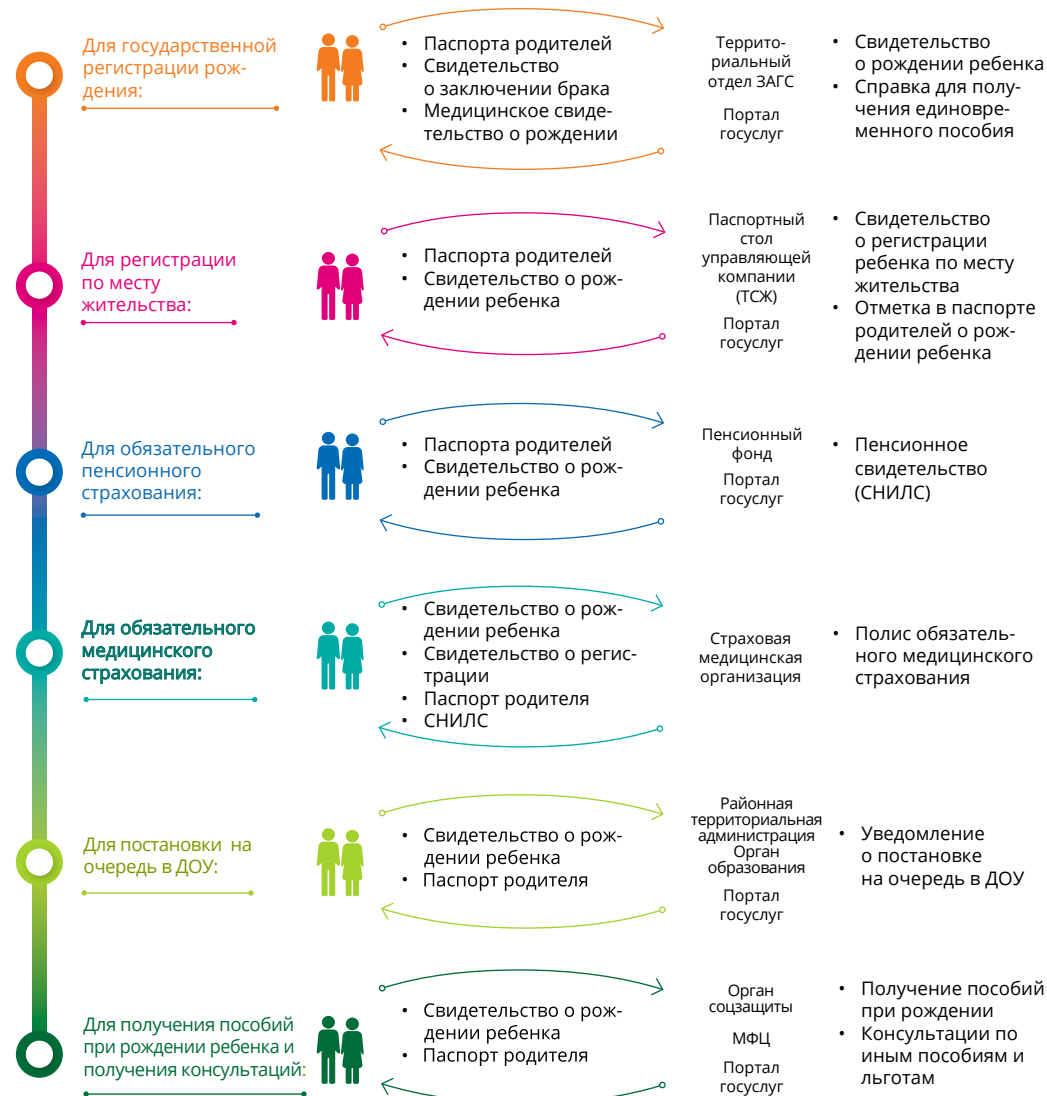 Для государственной
регистрации рож-
дения:
• Паспорта родителей
• Свидетельство
о заключении брака
• Медицинское свиде-
тельство о рождении
Террито-
риальный
отдел ЗАГС
Портал
госуслуг
• Свидетельство
о рождении ребенка
• Справка для полу-
чения единовре-
менного пособия
Для регистрации
по месту
жительства:
• Паспорта родителей
• Свидетельство о рож-
дении ребенка
Паспортный
стол
управляющей
компании
(ТСЖ)
Портал
госуслуг
• Свидетельство
о регистрации
ребенка по месту
жительства
• Отметка в паспорте
родителей о рож-
дении ребенка
Для обязательного
пенсионного
страхования:
• Паспорта родителей
• Свидетельство о рож-
дении ребенка
Пенсионный
фонд
Портал
госуслуг
• Пенсионное
свидетельство
(СНИЛС)
Для обязательного
медицинского
страхования:
• Свидетельство о рож-
дении ребенка
• Свидетельство о регис-
трации
• Паспорт родителя
• СНИЛС
Страховая
медицинская
организация
• Полис обязатель-
ного медицинского
страхования
Для постановки на
очередь в ДОУ:
• Свидетельство о рож-
дении ребенка
• Паспорт родителя
Районная
территориальная
администрация
Орган
образования
Портал
госуслуг
• Уведомление
о постановке
на очередь в ДОУ
Для получения пособий
при рождении ребенка и
получения консультаций:
• Свидетельство о рож-
дении ребенка
• Паспорт родителя
Орган
соцзащиты
МФЦ
Портал
госуслуг
• Получение пособий
при рождении
• Консультации по
иным пособиям и
льготам